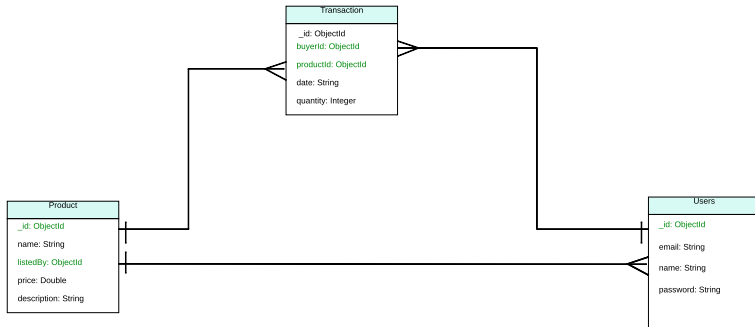 Transaction
_id: ObjectId
buyerId: ObjectId
productId: ObjectId
date: String
quantity: Integer
Product
_id: ObjectId
name: String
listedBy: ObjectId
price: Double
description: String
Users
_id: ObjectId
email: String
name: String
password: String